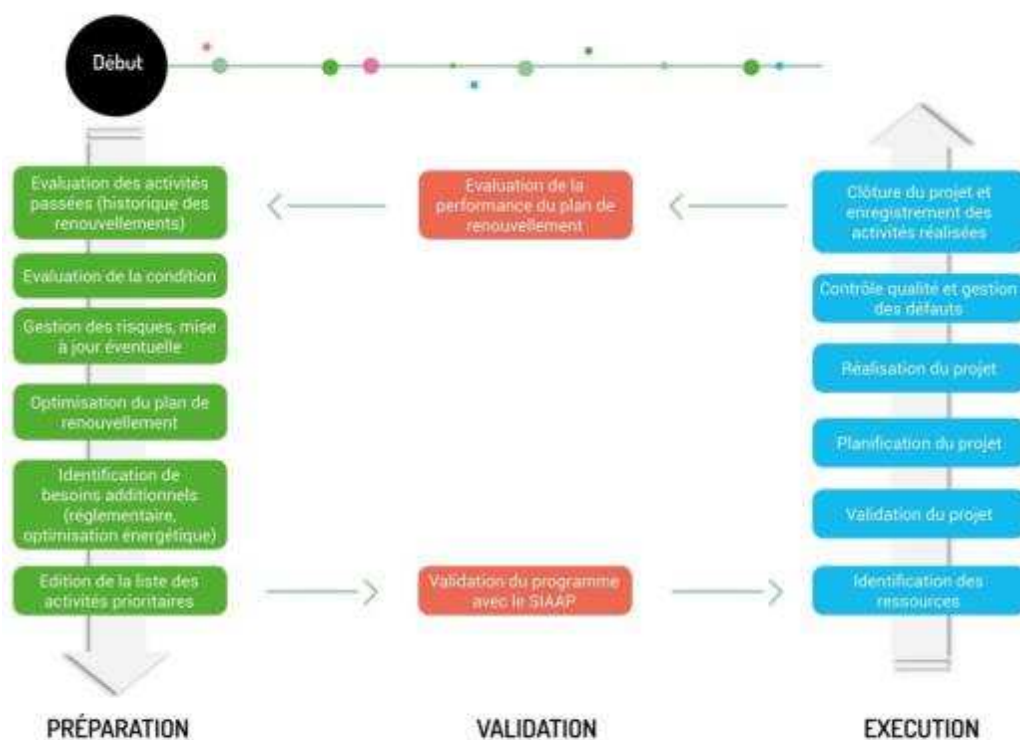 Début
Evaluation des activités
passées (historique des
renouvellements)
Evaluation de la condition
Gestion des risques, mise
à jour éventuelle
Optimisation du plan de
renouvellement
Identification de
besoins additionnels
(réglementaire,
optimisation énergétique)
Edition de la liste des
activités prioritaires
PRÉPARATION
Evaluation de la
performance du plan de
renouvellement
Validation du programme
avec le SIAAP
VALIDATION
Clôture du projet et
enregistrement des
activités réalisées
Contrôle qualité et gestion
des défauts
Réalisation du projet
Planification du projet
Validation du projet
Identification des
ressources
EXECUTION